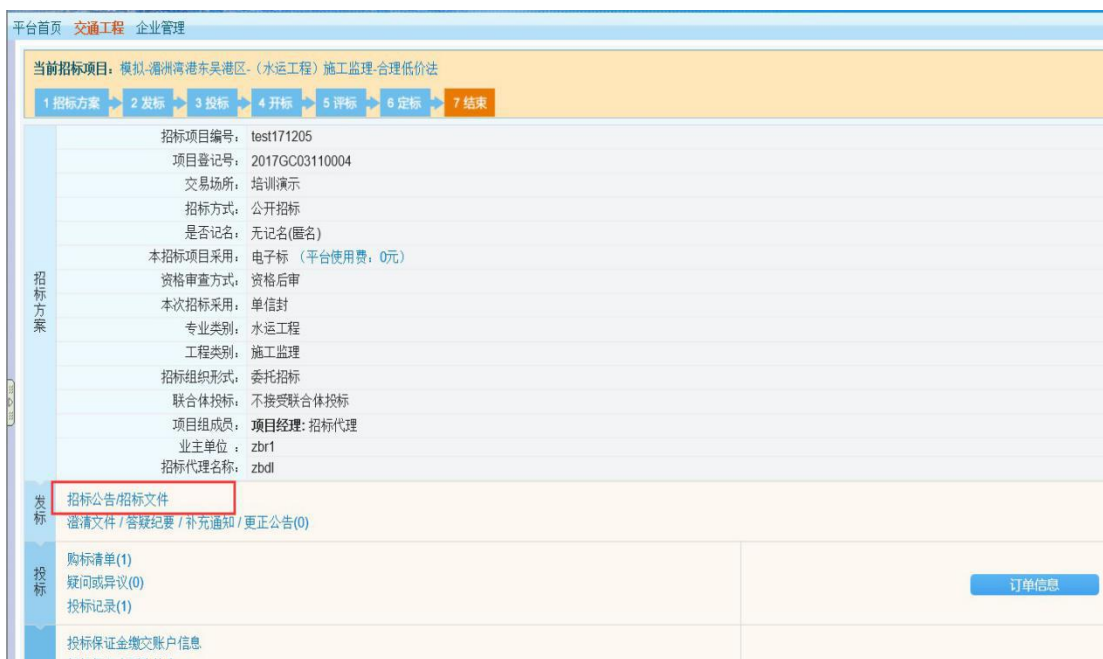 平台首页 交通工程 企业管理
当前招标项目：模拟-湄洲湾港东吴港区-（水运工程）施工监理-合理低价法
1 招标方案 2 发标 3 投标 4 开标 5 评标 6 定标 7 结束
招标方案
招标项目编号： test171205
项目登记号： 2017GC03110004
交易场所： 培训演示
招标方式： 公开招标
是否记名： 无记名(匿名)
本招标项目采用： 电子标 （平台使用费：0元）
资格审查方式： 资格后审
本次招标采用： 单信封
专业类别： 水运工程
工程类别： 施工监理
招标组织形式： 委托招标
联合体投标： 不接受联合体投标
项目组成员： 项目经理: 招标代理
业主单位 ： zbr1
招标代理名称： zbdl
发标
招标公告/招标文件
澄清文件 / 答疑纪要 / 补充通知 / 更正公告(0)
投标
购标清单(1)
疑问或异议(0)
投标记录(1)
订单信息
投标保证金缴交账户信息